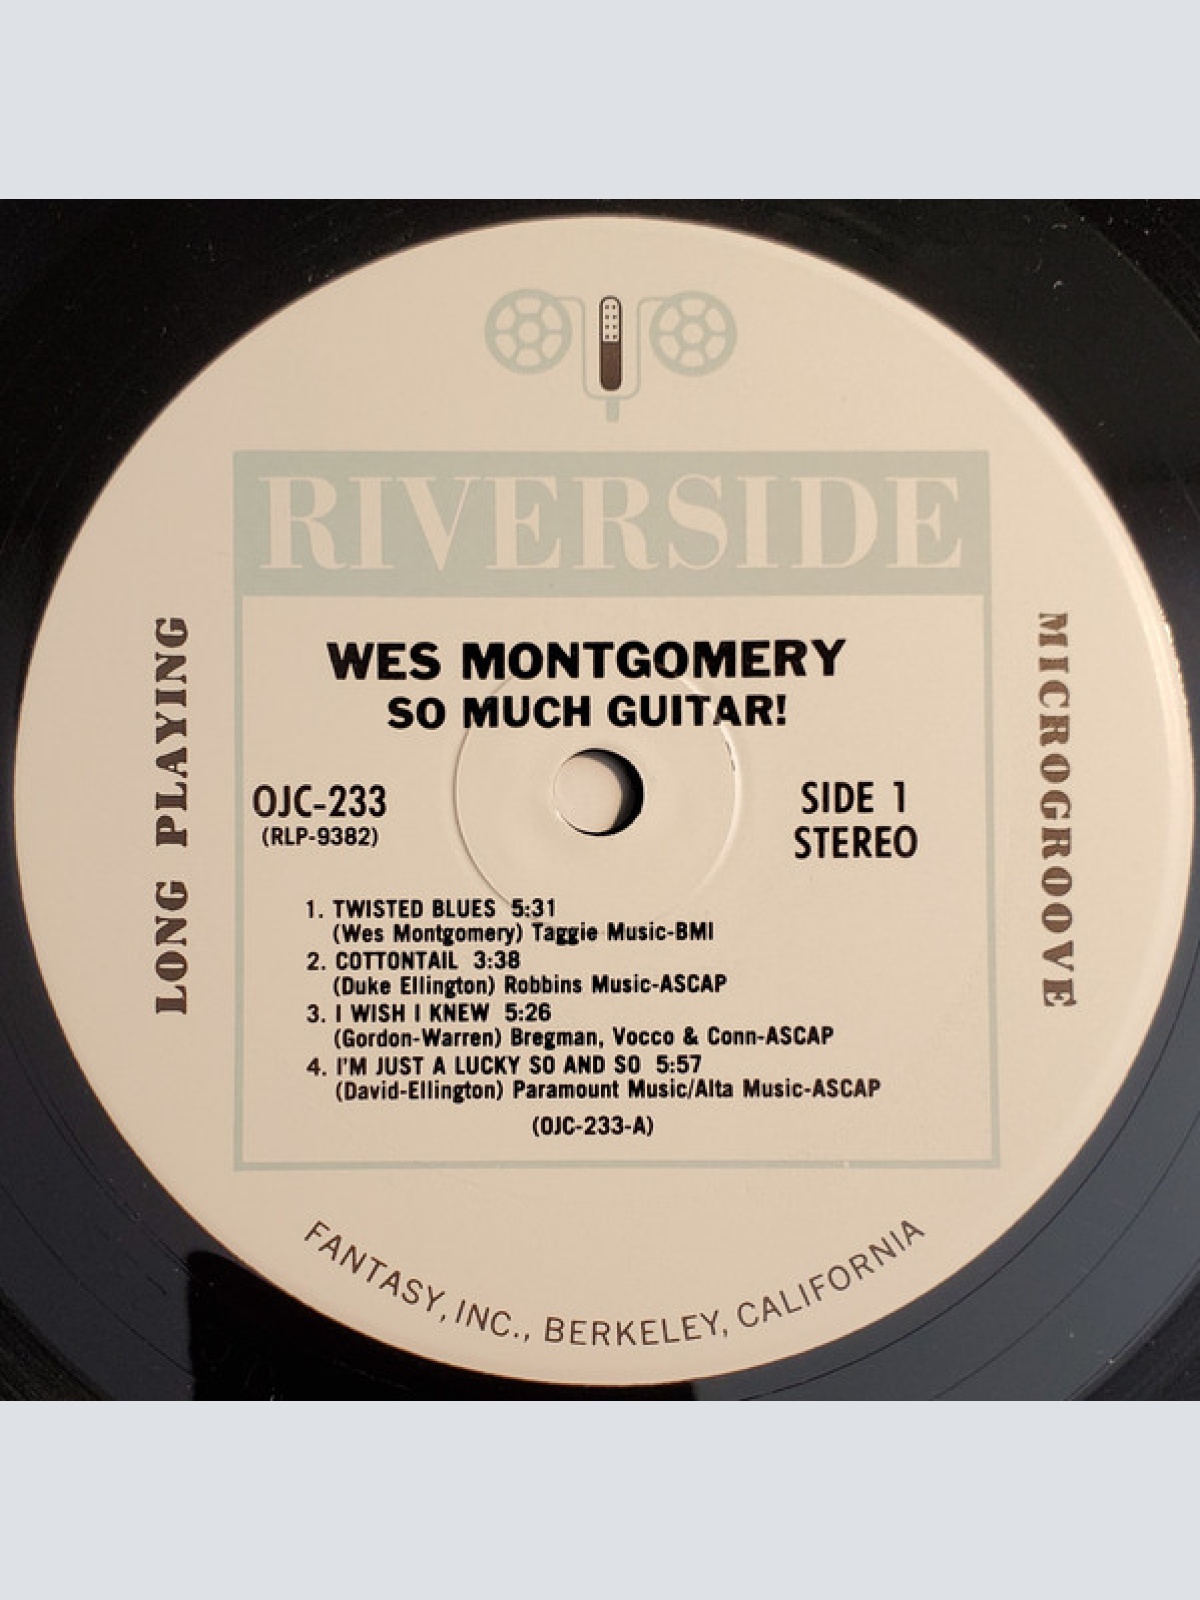 RIVERSIDE
WES MONTGOMERY
SO MUCH GUITAR!
OJC-233
(RLP-9382)
SIDE 1
STEREO
LONG PLAYING
MICROGROOVE
1. TWISTED BLUES 5:31
(Wes Montgomery) Taggie Music-BMI
2. COTTONTAIL 3:38
(Duke Ellington) Robbins Music-ASCAP
3. I WISH I KNEW 5:26
(Gordon-Warren) Bregman, Vocco & Conn-ASCAP
4. I'M JUST A LUCKY SO AND SO 5:57
(David-Ellington) Paramount Music/Alta Music-ASCAP
(OJC-233-A)
FANTASY, INC., BERKELEY, CALIFORNIA